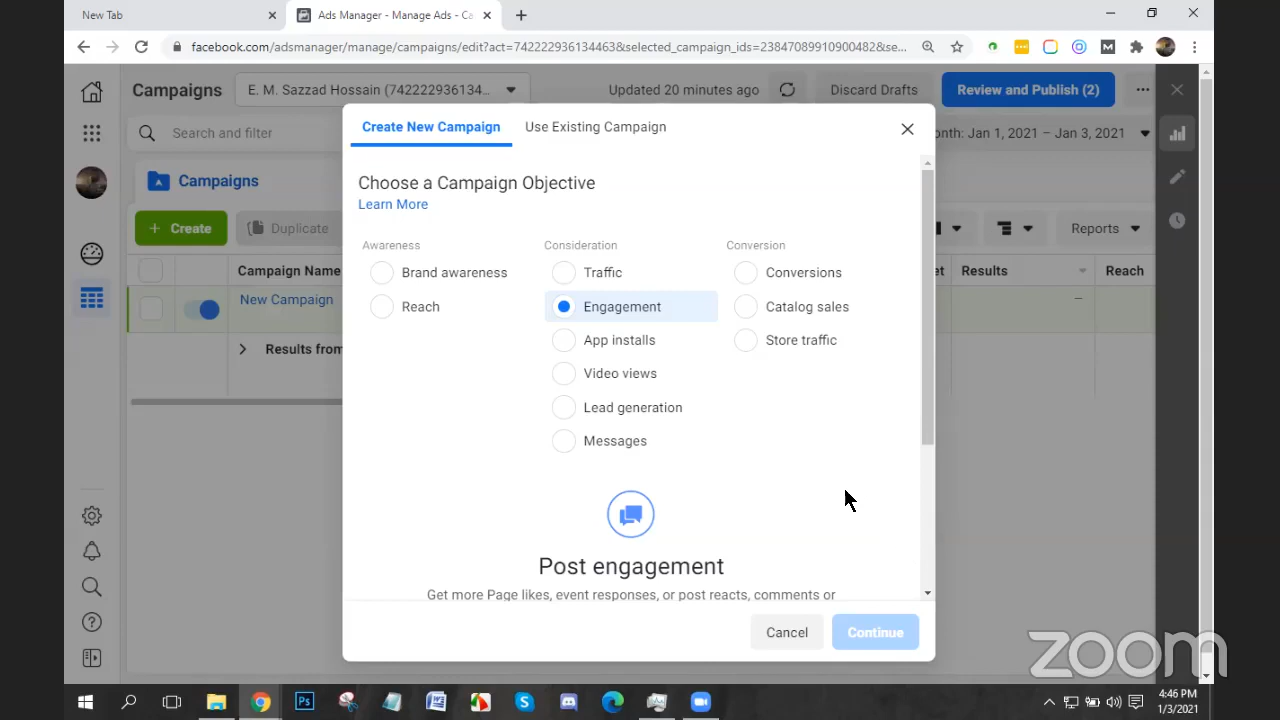 New Tab
Ads Manager - Manage Ads - Ca
facebook.com/adsmanager/manage/campaigns/edit?act=742222936134463&selected_campaign_ids=23847089910900482&se...
Campaigns
E. M. Sazzad Hossain (742222936134...
Updated 20 minutes ago
Discard Drafts
Review and Publish (2)
Create New Campaign
Use Existing Campaign
Search and filter
onth: Jan 1, 2021 – Jan 3, 2021
Campaigns
Choose a Campaign Objective
Learn More
+ Create
Duplicate
Reports
Awareness
Consideration
Conversion
Campaign Name
et
Results
Reach
Brand awareness
Traffic
Conversions
New Campaign
–
Reach
Engagement
Catalog sales
App installs
Store traffic
Results from
Video views
Lead generation
Messages
Post engagement
Get more Page likes, event responses, or post reacts, comments or
Cancel
Continue
zoom
4:46 PM
1/3/2021